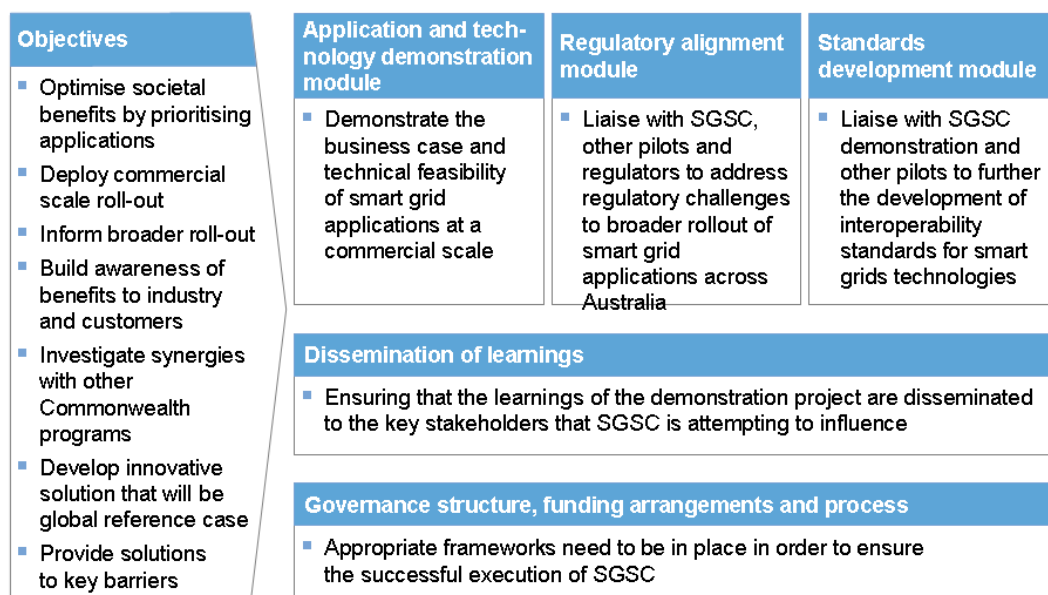 Objectives
Optimise societal
benefits by prioritising
applications
Deploy commercial
scale roll-out
Inform broader roll-out
Build awareness of
benefits to industry
and customers
Investigate synergies
with other
Commonwealth
programs
Develop innovative
solution that will be
global reference case
Provide solutions
to key barriers
Application and tech-
nology demonstration
module
Demonstrate the
business case and
technical feasibility
of smart grid
applications at a
commercial scale
Regulatory alignment
module
Liaise with SGSC,
other pilots and
regulators to address
regulatory challenges
to broader rollout of
smart grid
applications across
Australia
Standards
development module
Liaise with SGSC
demonstration and
other pilots to further
the development of
interoperability
standards for smart
grids technologies
Dissemination of learnings
Ensuring that the learnings of the demonstration project are disseminated
to the key stakeholders that SGSC is attempting to influence
Governance structure, funding arrangements and process
Appropriate frameworks need to be in place in order to ensure
the successful execution of SGSC